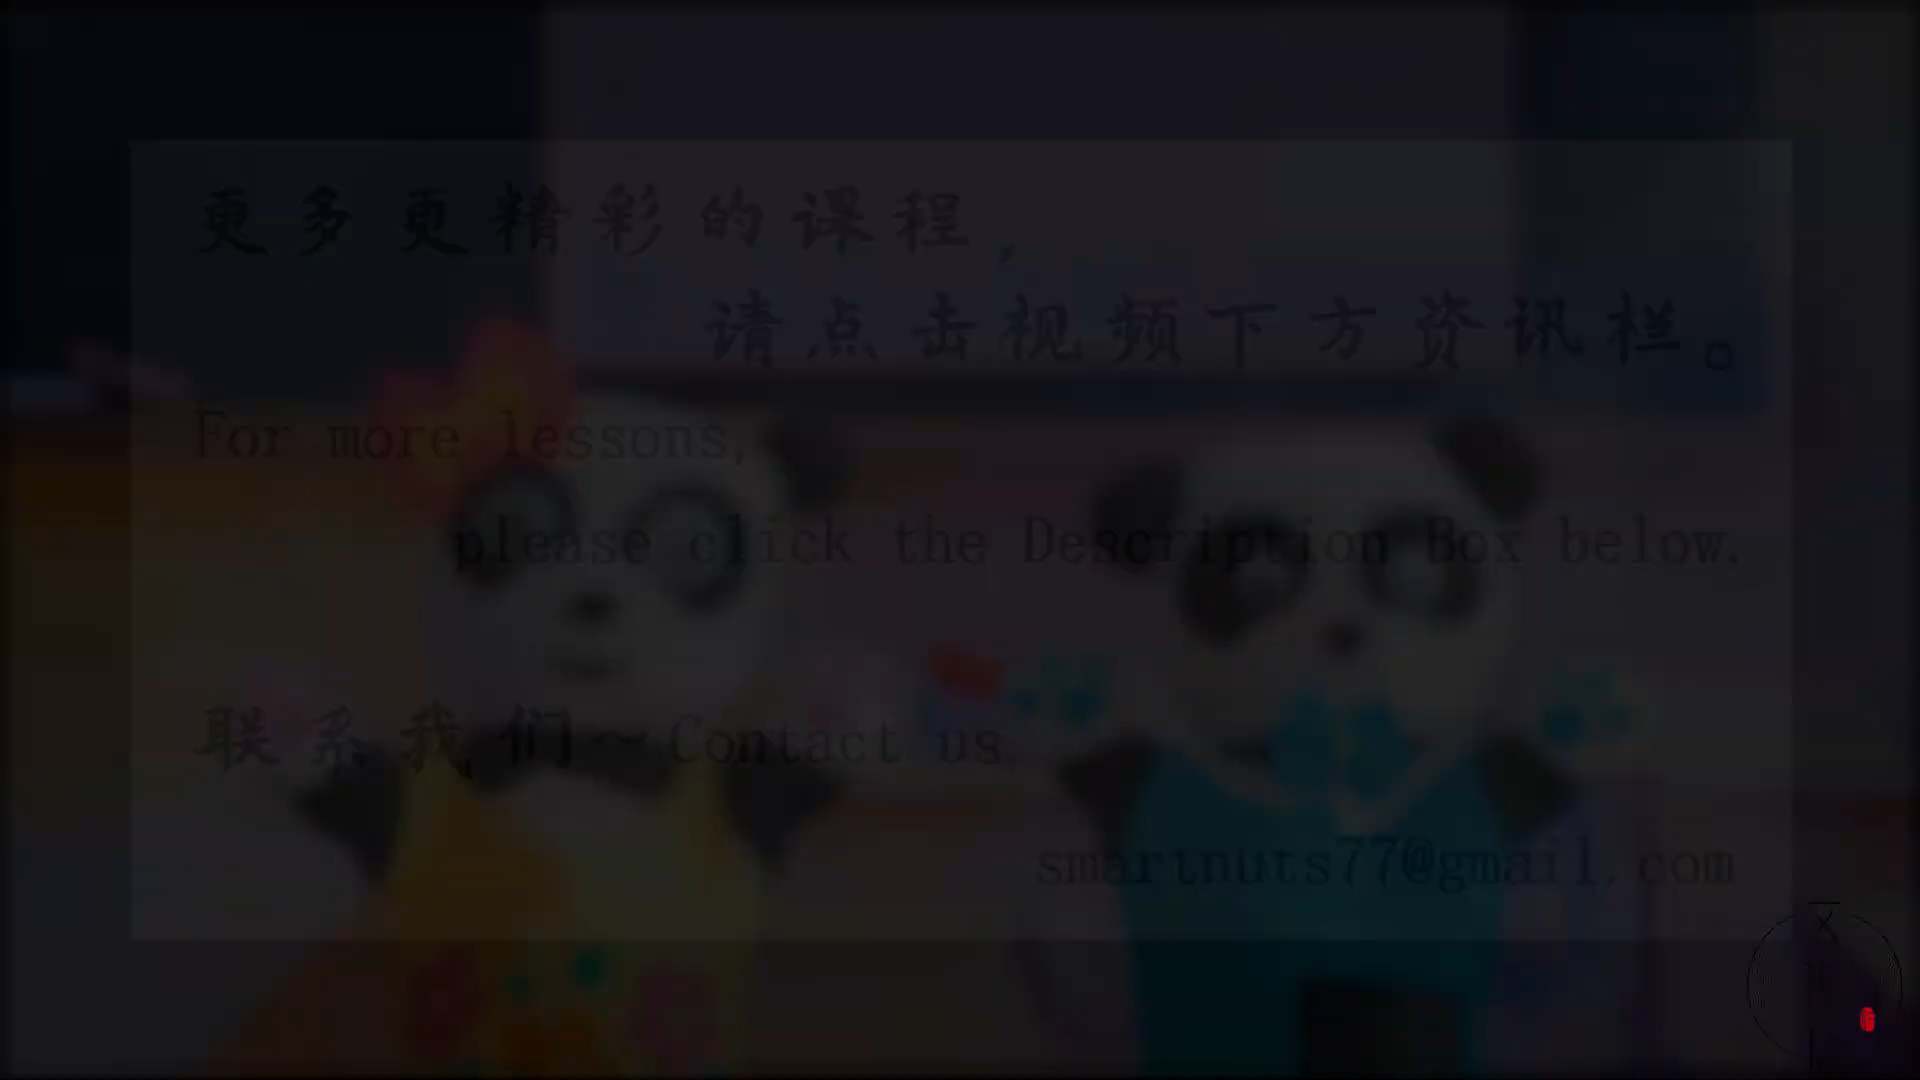 更多更精彩的课程，
请点击视频下方资讯栏。
For more lessons,
please click the Description Box below.
联系我们～Contact us
smartnuts77@gmail.com